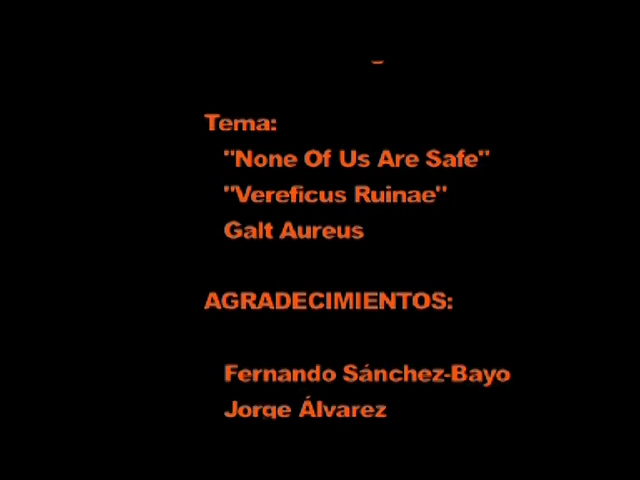 Tema:
"None Of Us Are Safe"
"Vereficus Ruinae"
Galt Aureus
AGRADECIMIENTOS:
Fernando Sánchez-Bayo
Jorge Álvarez